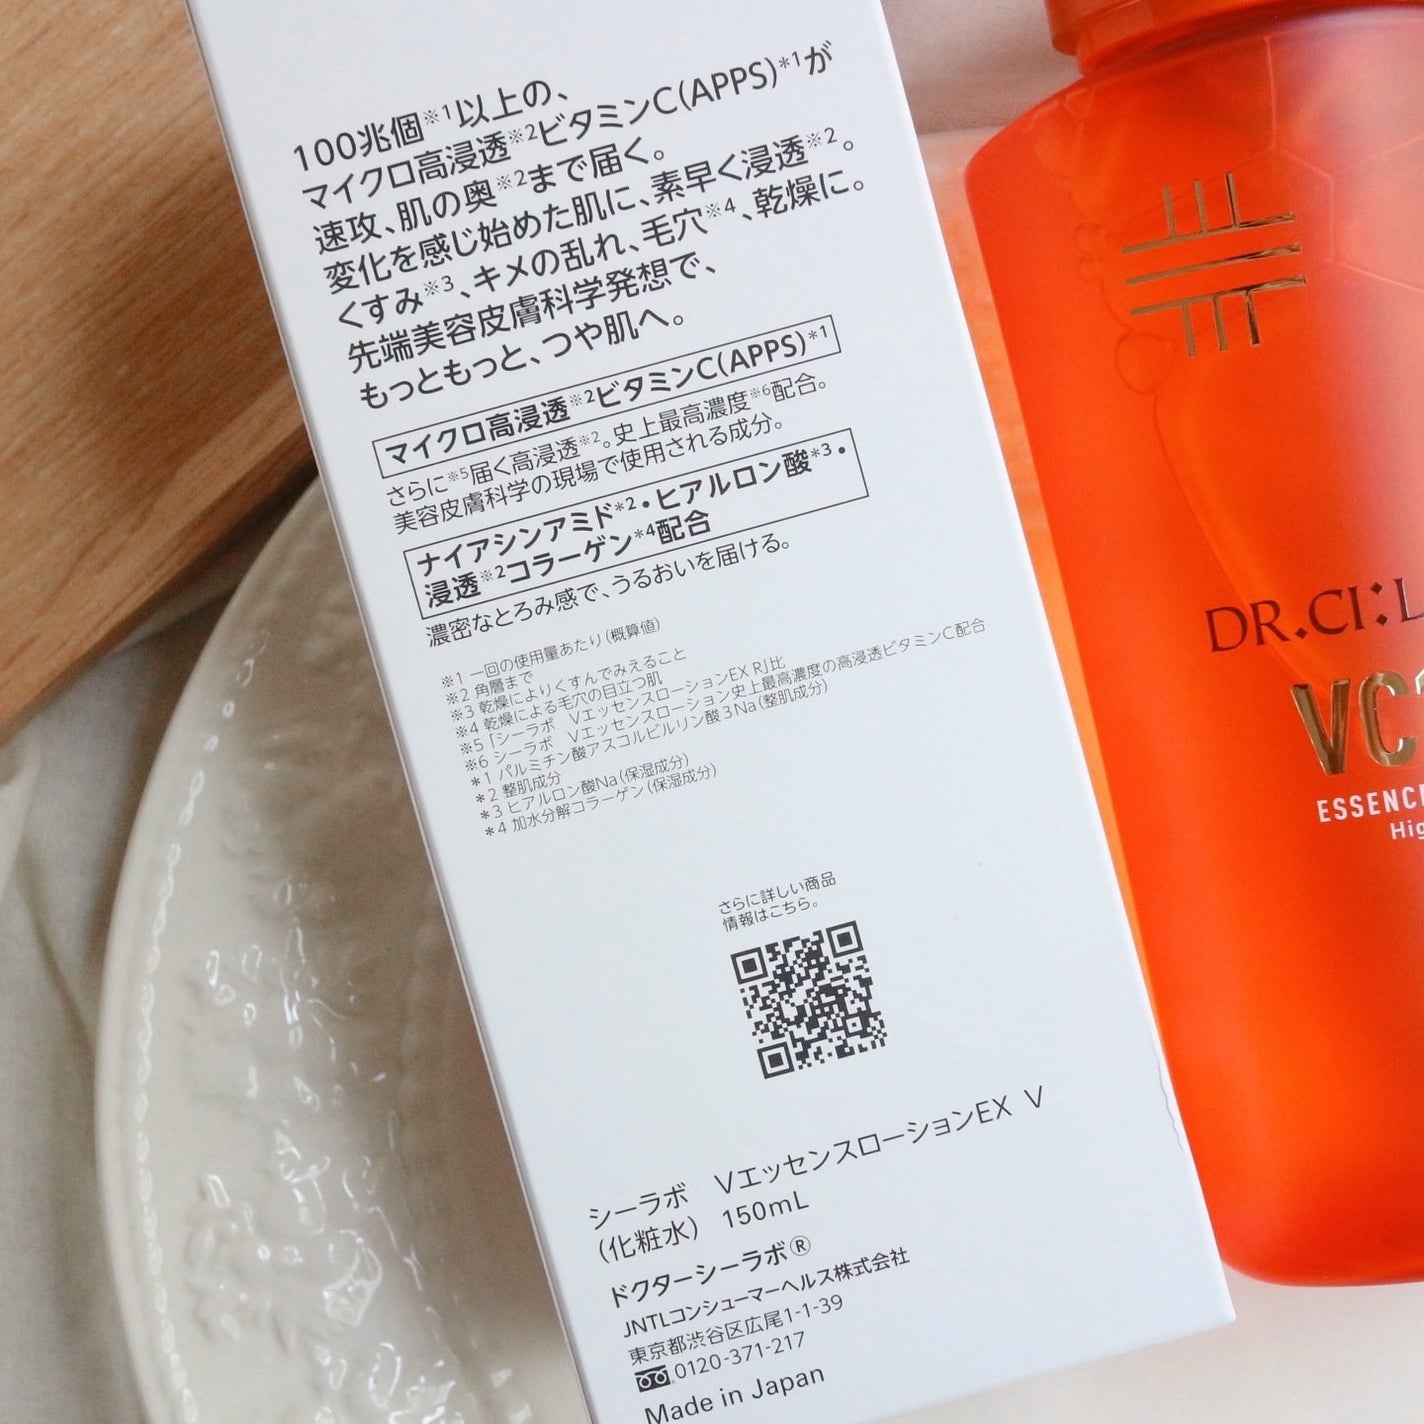 100兆個※1以上の、
マイクロ高浸透※2ビタミンC(APPS)*1が
速攻、肌の奥※2まで届く。
変化を感じ始めた肌に、素早く浸透※2。
くすみ※3、キメの乱れ、毛穴※4、乾燥に。
先端美容皮膚科学発想で、
もっともっと、つや肌へ。
マイクロ高浸透※2ビタミンC(APPS)*1
さらに※5届く高浸透※2。史上最高濃度※6配合。
美容皮膚科学の現場で使用される成分。
ナイアシンアミド*2・ヒアルロン酸*3・
浸透※2コラーゲン*4配合
濃密なとろみ感で、うるおいを届ける。
※1 一回の使用量あたり(概算値)
※2 角層まで
※3 乾燥によりくすんでみえること
※4 乾燥による毛穴の目立つ肌
※5「シーラボ　VエッセンスローションEX RJ比
※6 シーラボ　Vエッセンスローション史上最高濃度の高浸透ビタミンC配合
*1 パルミチン酸アスコルビルリン酸3Na(整肌成分)
*2 整肌成分
*3 ヒアルロン酸Na(保湿成分)
*4 加水分解コラーゲン(保湿成分)
さらに詳しい商品
情報はこちら。
シーラボ　VエッセンスローションEX V
(化粧水)　150mL
ドクターシーラボ®
JNTLコンシューマーヘルス株式会社
東京都渋谷区広尾1-1-39
0120-371-217
Made in Japan
DR.CI:L
VC
ESSENC
Hig